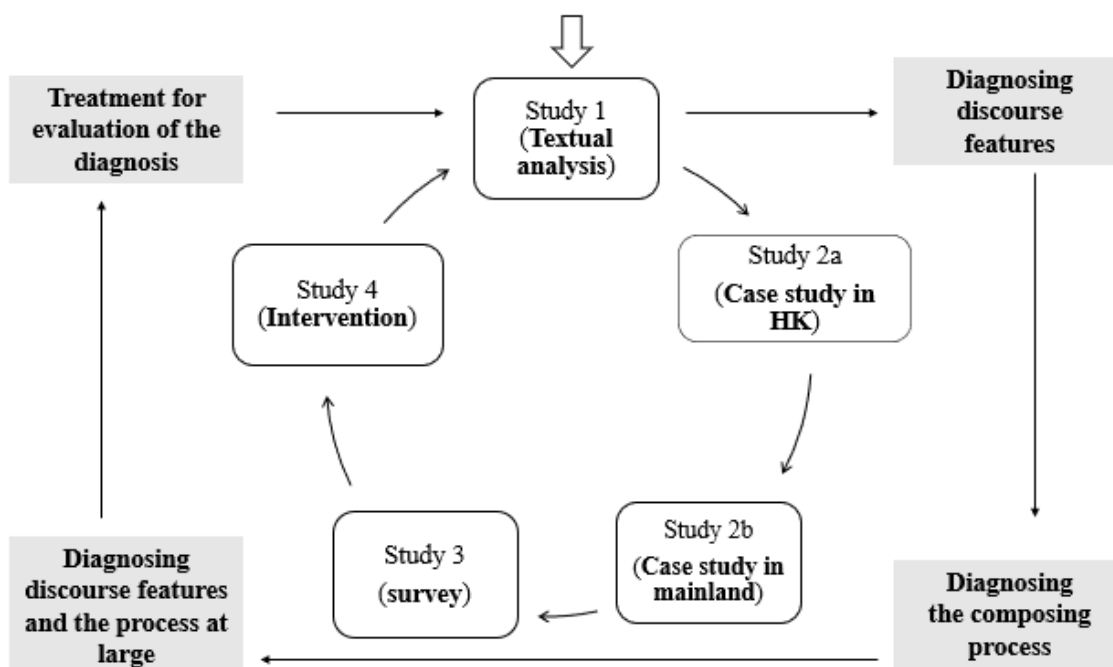 Treatment for
evaluation of the
diagnosis
Study 1
(Textual
analysis)
Diagnosing
discourse
features
Study 4
(Intervention)
Study 2a
(Case study in
HK)
Study 3
(survey)
Study 2b
(Case study in
mainland)
Diagnosing
discourse features
and the process at
large
Diagnosing
the composing
process